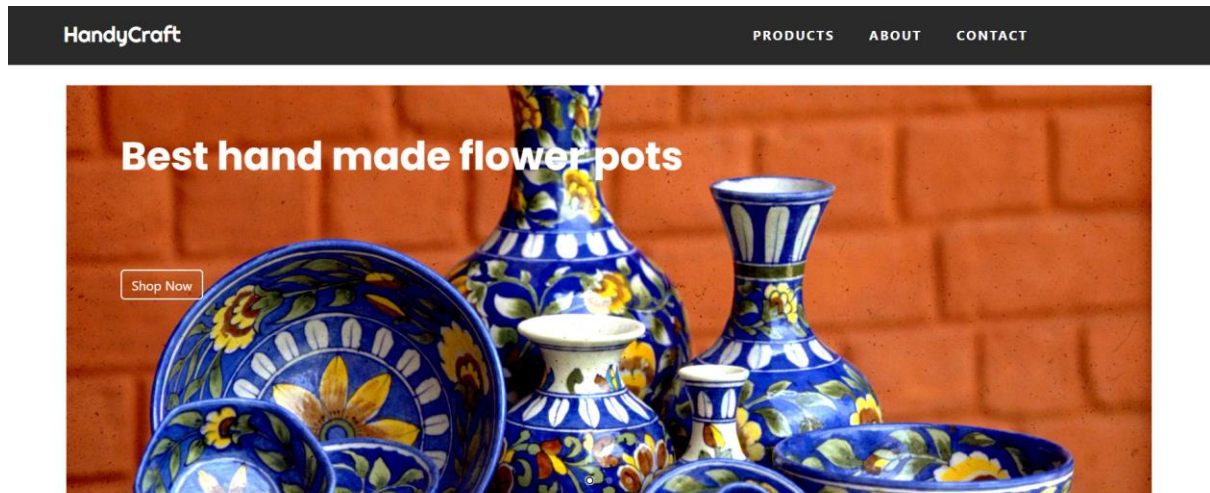 HandyCraft
PRODUCTS ABOUT CONTACT
Best hand made flower pots
Shop Now